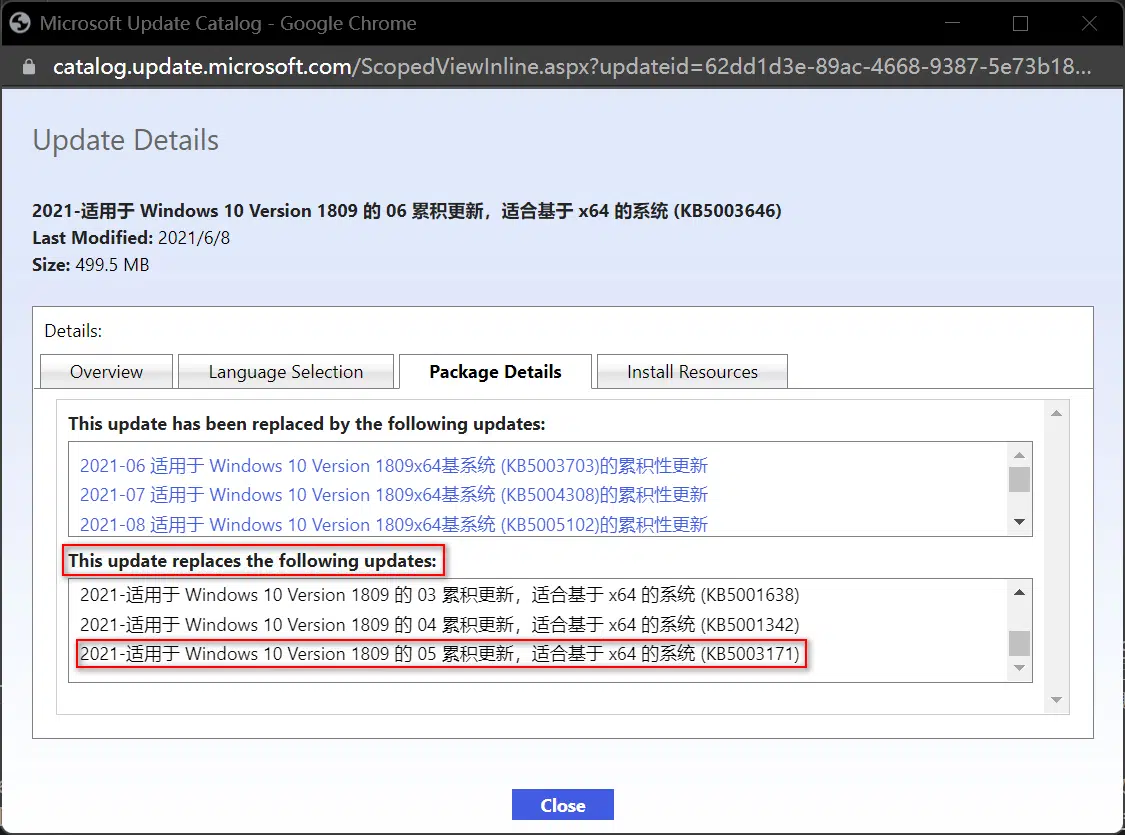 Microsoft Update Catalog - Google Chrome
catalog.update.microsoft.com/ScopedViewInline.aspx?updateid=62dd1d3e-89ac-4668-9387-5e73b18...
Update Details
2021-适用于 Windows 10 Version 1809 的 06 累积更新，适合基于 x64 的系统 (KB5003646)
Last Modified: 2021/6/8
Size: 499.5 MB
Details:
Overview
Language Selection
Package Details
Install Resources
This update has been replaced by the following updates:
2021-06 适用于 Windows 10 Version 1809x64基系统 (KB5003703)的累积性更新
2021-07 适用于 Windows 10 Version 1809x64基系统 (KB5004308)的累积性更新
2021-08 适用于 Windows 10 Version 1809x64基系统 (KB5005102)的累积性更新
This update replaces the following updates:
2021-适用于 Windows 10 Version 1809 的 03 累积更新，适合基于 x64 的系统 (KB5001638)
2021-适用于 Windows 10 Version 1809 的 04 累积更新，适合基于 x64 的系统 (KB5001342)
2021-适用于 Windows 10 Version 1809 的 05 累积更新，适合基于 x64 的系统 (KB5003171)
Close